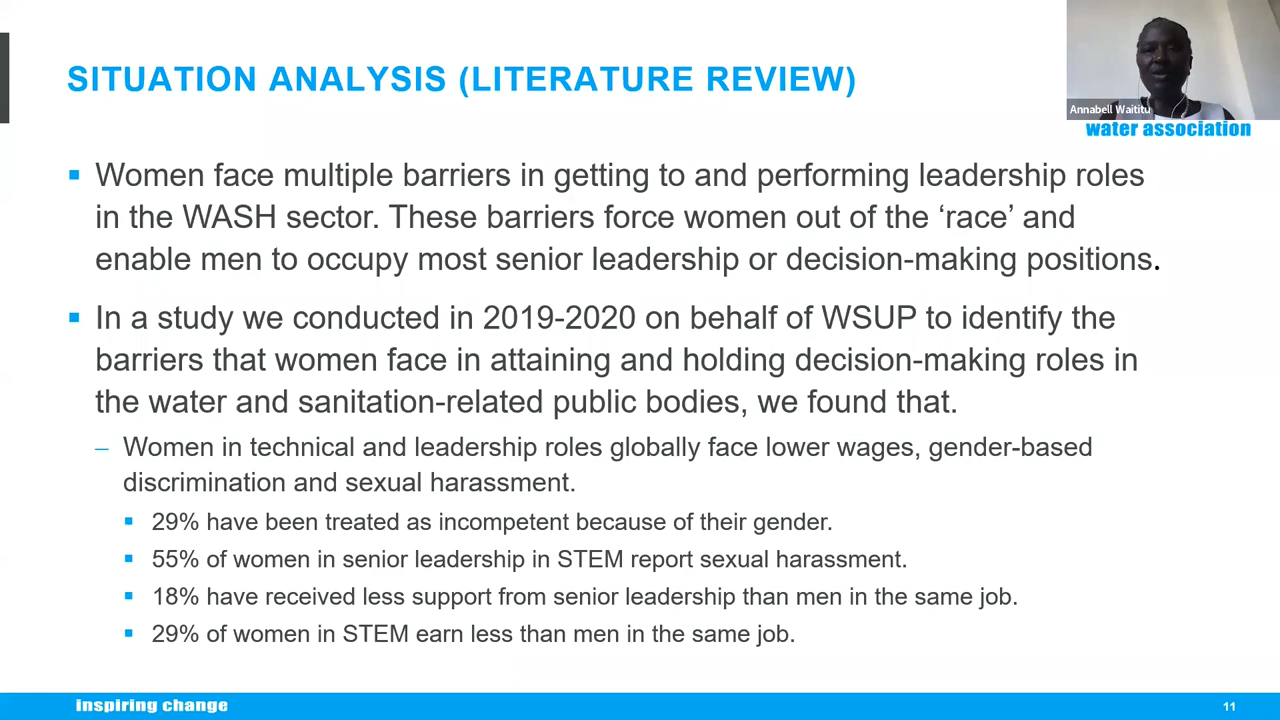 SITUATION ANALYSIS (LITERATURE REVIEW)
Annabell Waititu
water association
▪ Women face multiple barriers in getting to and performing leadership roles
in the WASH sector. These barriers force women out of the ‘race’ and
enable men to occupy most senior leadership or decision-making positions.
▪ In a study we conducted in 2019-2020 on behalf of WSUP to identify the
barriers that women face in attaining and holding decision-making roles in
the water and sanitation-related public bodies, we found that.
– Women in technical and leadership roles globally face lower wages, gender-based
discrimination and sexual harassment.
▪ 29% have been treated as incompetent because of their gender.
▪ 55% of women in senior leadership in STEM report sexual harassment.
▪ 18% have received less support from senior leadership than men in the same job.
▪ 29% of women in STEM earn less than men in the same job.
inspiring change
11